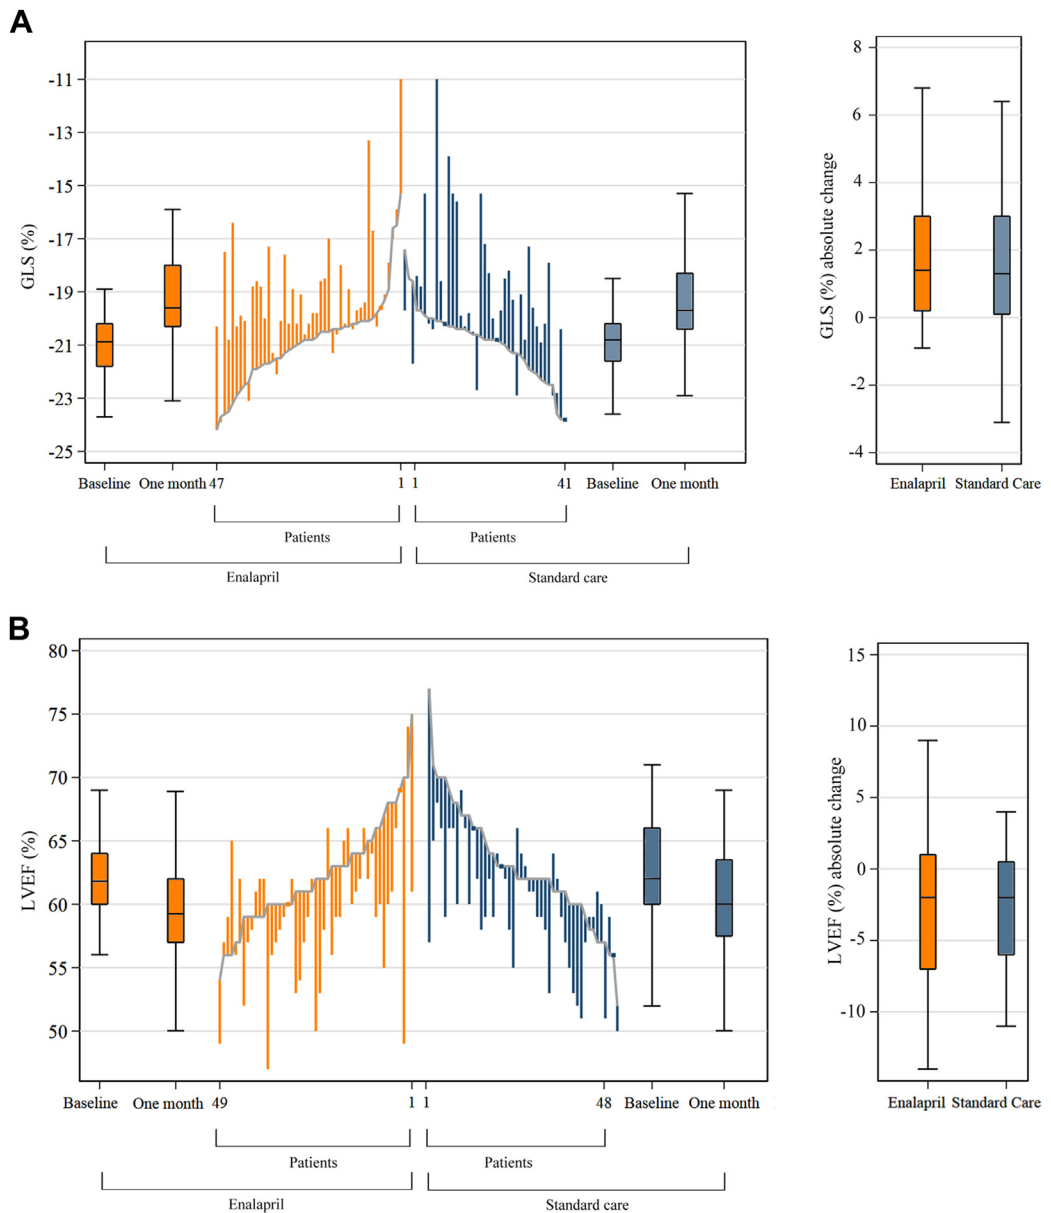 A
GLS (%)
-11
-13
-15
-17
-19
-21
-23
-25
Baseline One month 47 1 1 41 Baseline One month
Patients Patients
Enalapril Standard care
GLS (%) absolute change
8
6
4
2
0
-2
-4
Enalapril Standard Care
B
LVEF (%)
80
75
70
65
60
55
50
Baseline One month 49 1 1 48 Baseline One month
Patients Patients
Enalapril Standard care
LVEF (%) absolute change
15
10
5
0
-5
-10
Enalapril Standard Care